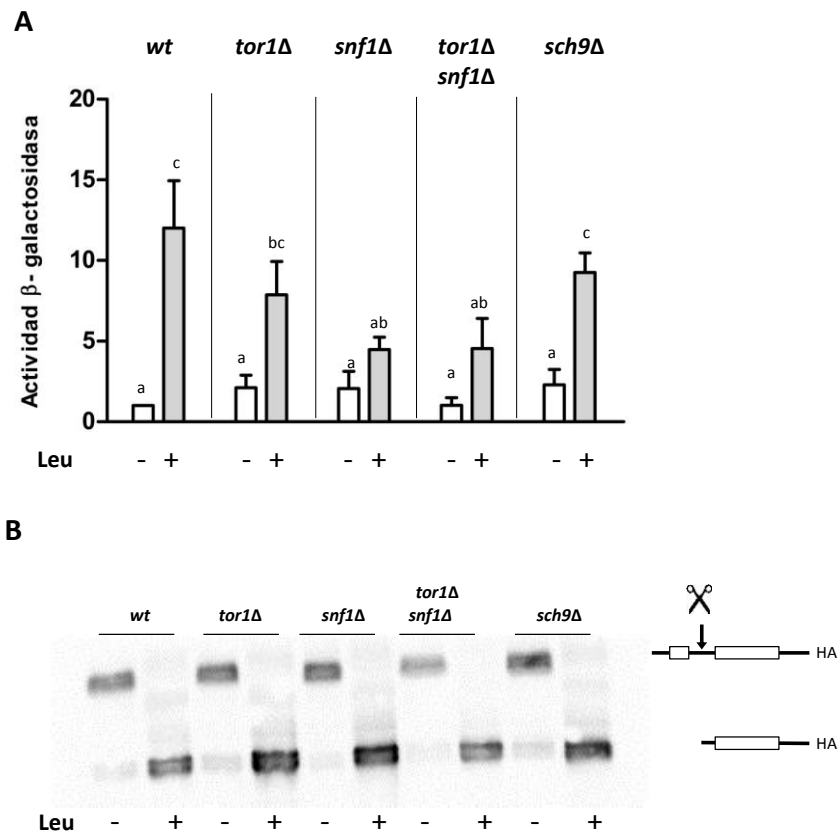 A
wt tor1Δ snf1Δ tor1Δ sch9Δ
snf1Δ
Actividad β- galactosidasa
20
15
10
5
0
a c a bc a ab a ab a c
Leu - + - + - + - + - +
B
wt tor1Δ snf1Δ tor1Δ sch9Δ
snf1Δ
HA
HA
Leu - + - + - + - + - +